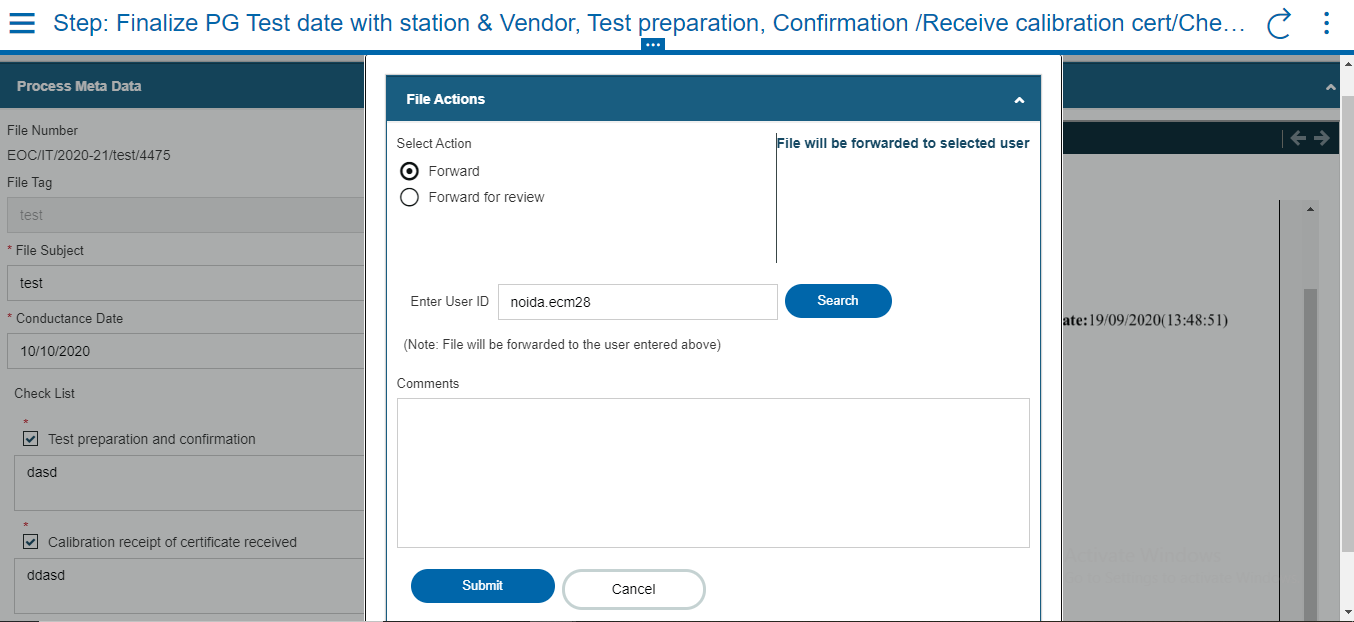 Step: Finalize PG Test date with station & Vendor, Test preparation, Confirmation /Receive calibration cert/Che…
Process Meta Data
File Number
EOC/IT/2020-21/test/4475
File Tag
test
* File Subject
test
* Conductance Date
10/10/2020
Check List
*
Test preparation and confirmation
dasd
*
Calibration receipt of certificate received
ddasd
File Actions
Select Action
Forward
Forward for review
File will be forwarded to selected user
Enter User ID
noida.ecm28
Search
(Note: File will be forwarded to the user entered above)
Comments
Submit
Cancel
ate:19/09/2020(13:48:51)